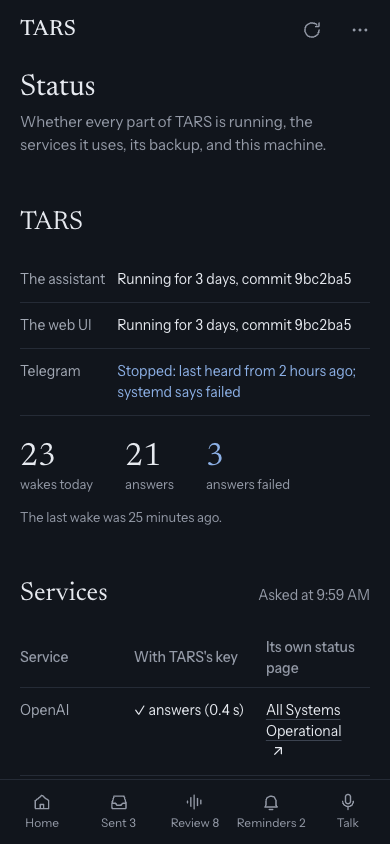 TARS
Status
Whether every part of TARS is running, the
services it uses, its backup, and this machine.
TARS
The assistant Running for 3 days, commit 9bc2ba5
The web UI Running for 3 days, commit 9bc2ba5
Telegram Stopped: last heard from 2 hours ago;
systemd says failed
23 21 3
wakes today answers answers failed
The last wake was 25 minutes ago.
Services Asked at 9:59 AM
Service With TARS's key Its own status
page
OpenAI ✓ answers (0.4 s) All Systems
Operational
↗
Home Sent 3 Review 8 Reminders 2 Talk